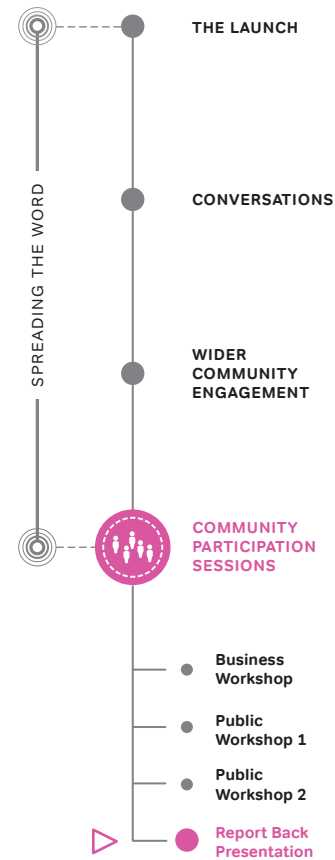 THE LAUNCH
SPREADING THE WORD
CONVERSATIONS
WIDER
COMMUNITY
ENGAGEMENT
COMMUNITY
PARTICIPATION
SESSIONS
Business
Workshop
Public
Workshop 1
Public
Workshop 2
Report Back
Presentation